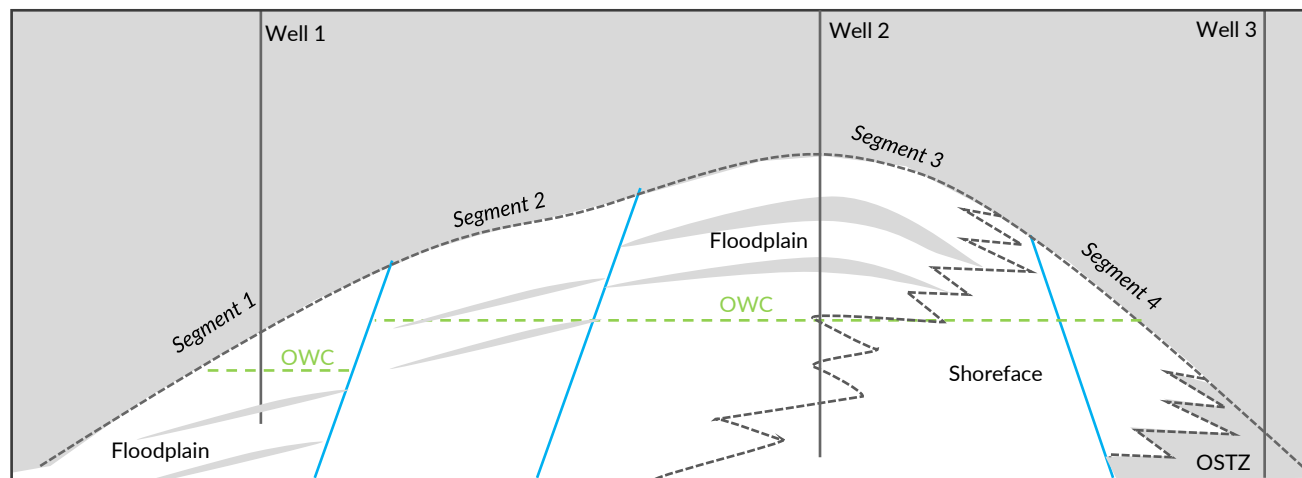 Well 1
Well 2
Well 3
Segment 3
Segment 2
Floodplain
Segment 4
Segment 1
OWC
OWC
Shoreface
Floodplain
OSTZ